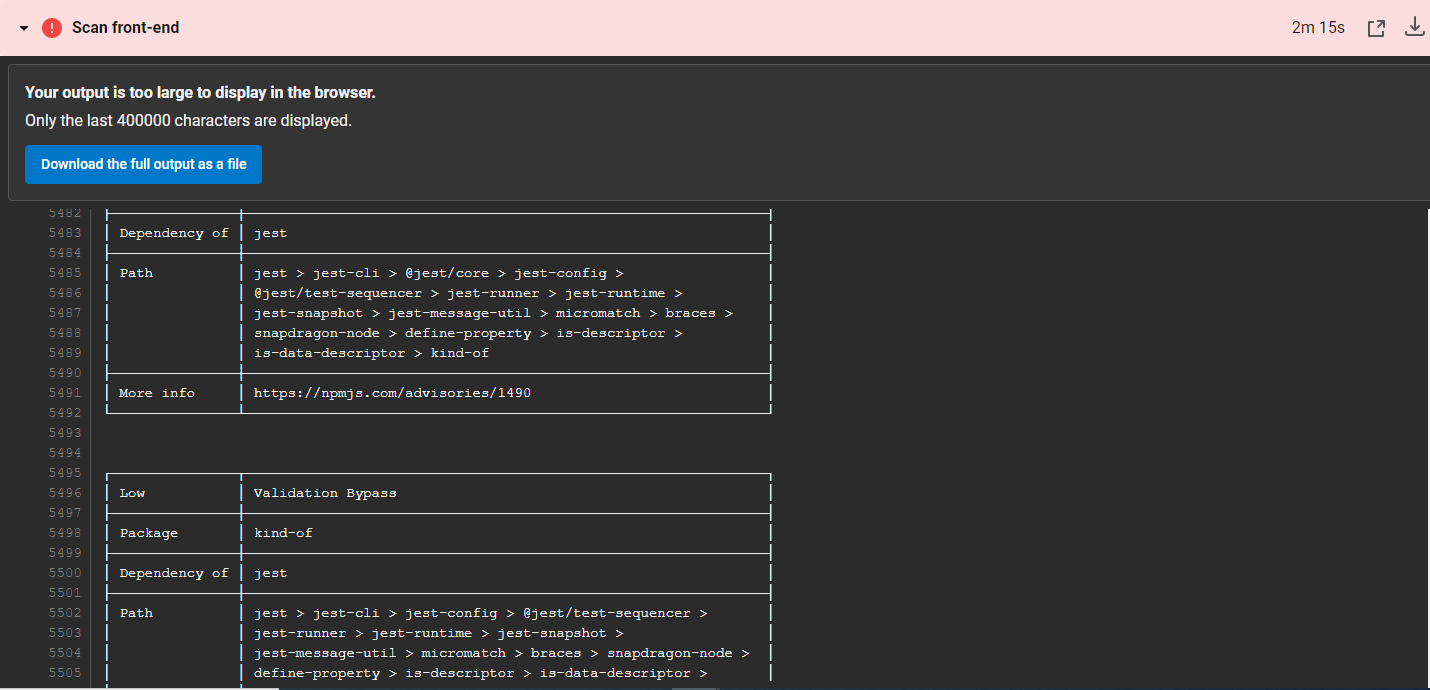 Scan front-end
2m 15s
Your output is too large to display in the browser.
Only the last 400000 characters are displayed.
Download the full output as a file
5482
5483 Dependency of jest
5484
5485 Path jest > jest-cli > @jest/core > jest-config >
5486 @jest/test-sequencer > jest-runner > jest-runtime >
5487 jest-snapshot > jest-message-util > micromatch > braces >
5488 snapdragon-node > define-property > is-descriptor >
5489 is-data-descriptor > kind-of
5490
5491 More info https://npmjs.com/advisories/1490
5492
5493
5494
5495
5496 Low Validation Bypass
5497
5498 Package kind-of
5499
5500 Dependency of jest
5501
5502 Path jest > jest-cli > jest-config > @jest/test-sequencer >
5503 jest-runner > jest-runtime > jest-snapshot >
5504 jest-message-util > micromatch > braces > snapdragon-node >
5505 define-property > is-descriptor > is-data-descriptor >